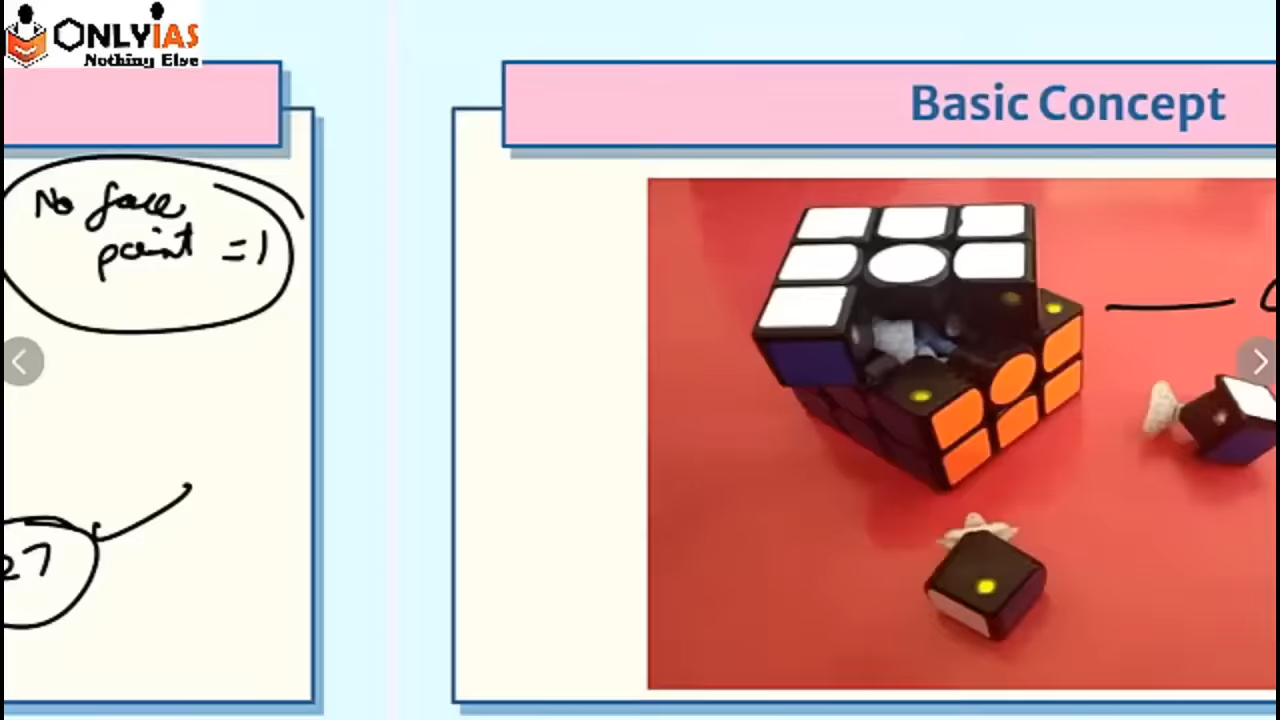 ONLYIAS
Nothing Else
Basic Concept
No face
point = 1
27